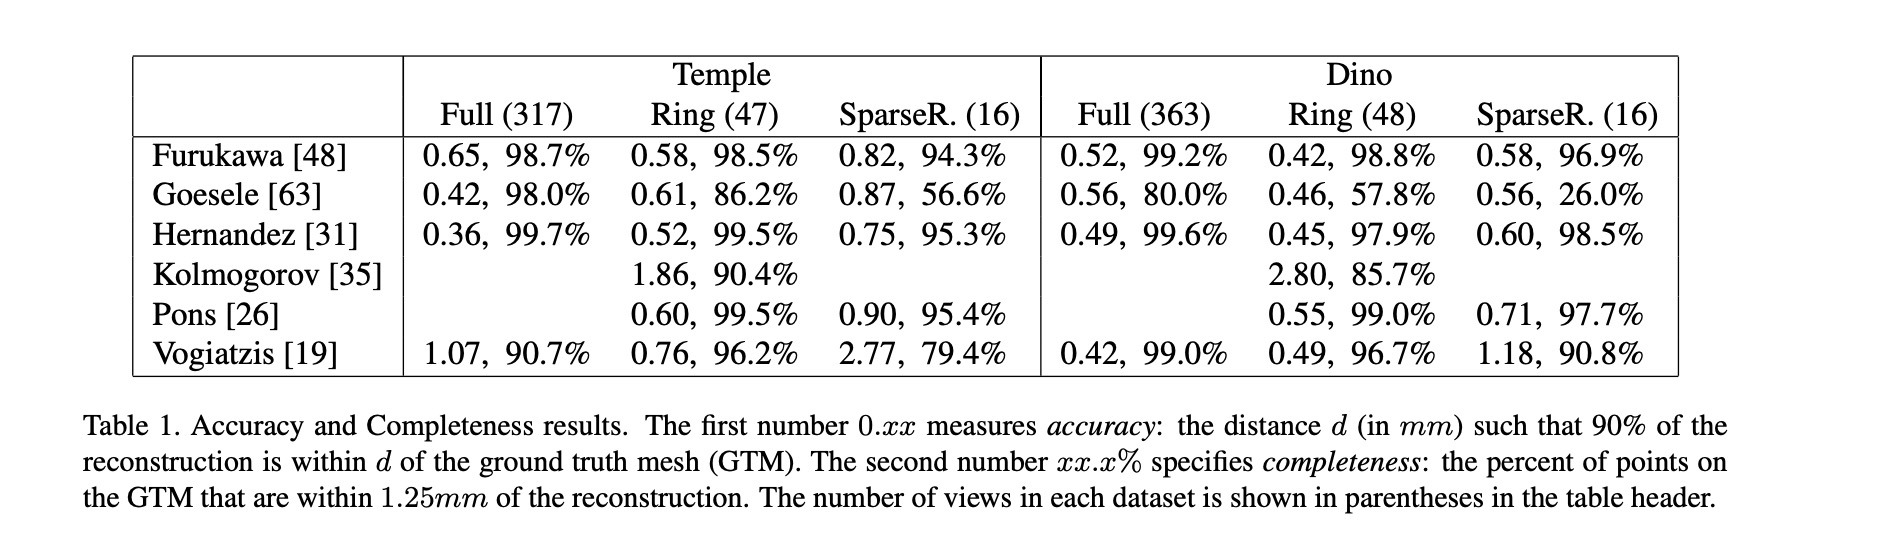 Temple Dino
Full (317) Ring (47) SparseR. (16) Full (363) Ring (48) SparseR. (16)
Furukawa [48] 0.65, 98.7% 0.58, 98.5% 0.82, 94.3% 0.52, 99.2% 0.42, 98.8% 0.58, 96.9%
Goesele [63] 0.42, 98.0% 0.61, 86.2% 0.87, 56.6% 0.56, 80.0% 0.46, 57.8% 0.56, 26.0%
Hernandez [31] 0.36, 99.7% 0.52, 99.5% 0.75, 95.3% 0.49, 99.6% 0.45, 97.9% 0.60, 98.5%
Kolmogorov [35] 1.86, 90.4% 2.80, 85.7%
Pons [26] 0.60, 99.5% 0.90, 95.4% 0.55, 99.0% 0.71, 97.7%
Vogiatzis [19] 1.07, 90.7% 0.76, 96.2% 2.77, 79.4% 0.42, 99.0% 0.49, 96.7% 1.18, 90.8%
Table 1. Accuracy and Completeness results. The first number 0.xx measures accuracy: the distance d (in mm) such that 90% of the
reconstruction is within d of the ground truth mesh (GTM). The second number xx.x% specifies completeness: the percent of points on
the GTM that are within 1.25mm of the reconstruction. The number of views in each dataset is shown in parentheses in the table header.